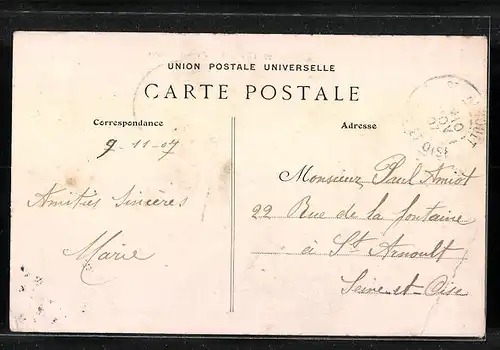 UNION POSTALE UNIVERSELLE
CARTE POSTALE
Correspondance
Adresse
9-11-07
Amitiés Sincères
Marie
Monsieur Paul Amiot
22 Rue de la fontaine
à St Arnoult
Seine-et-Oise